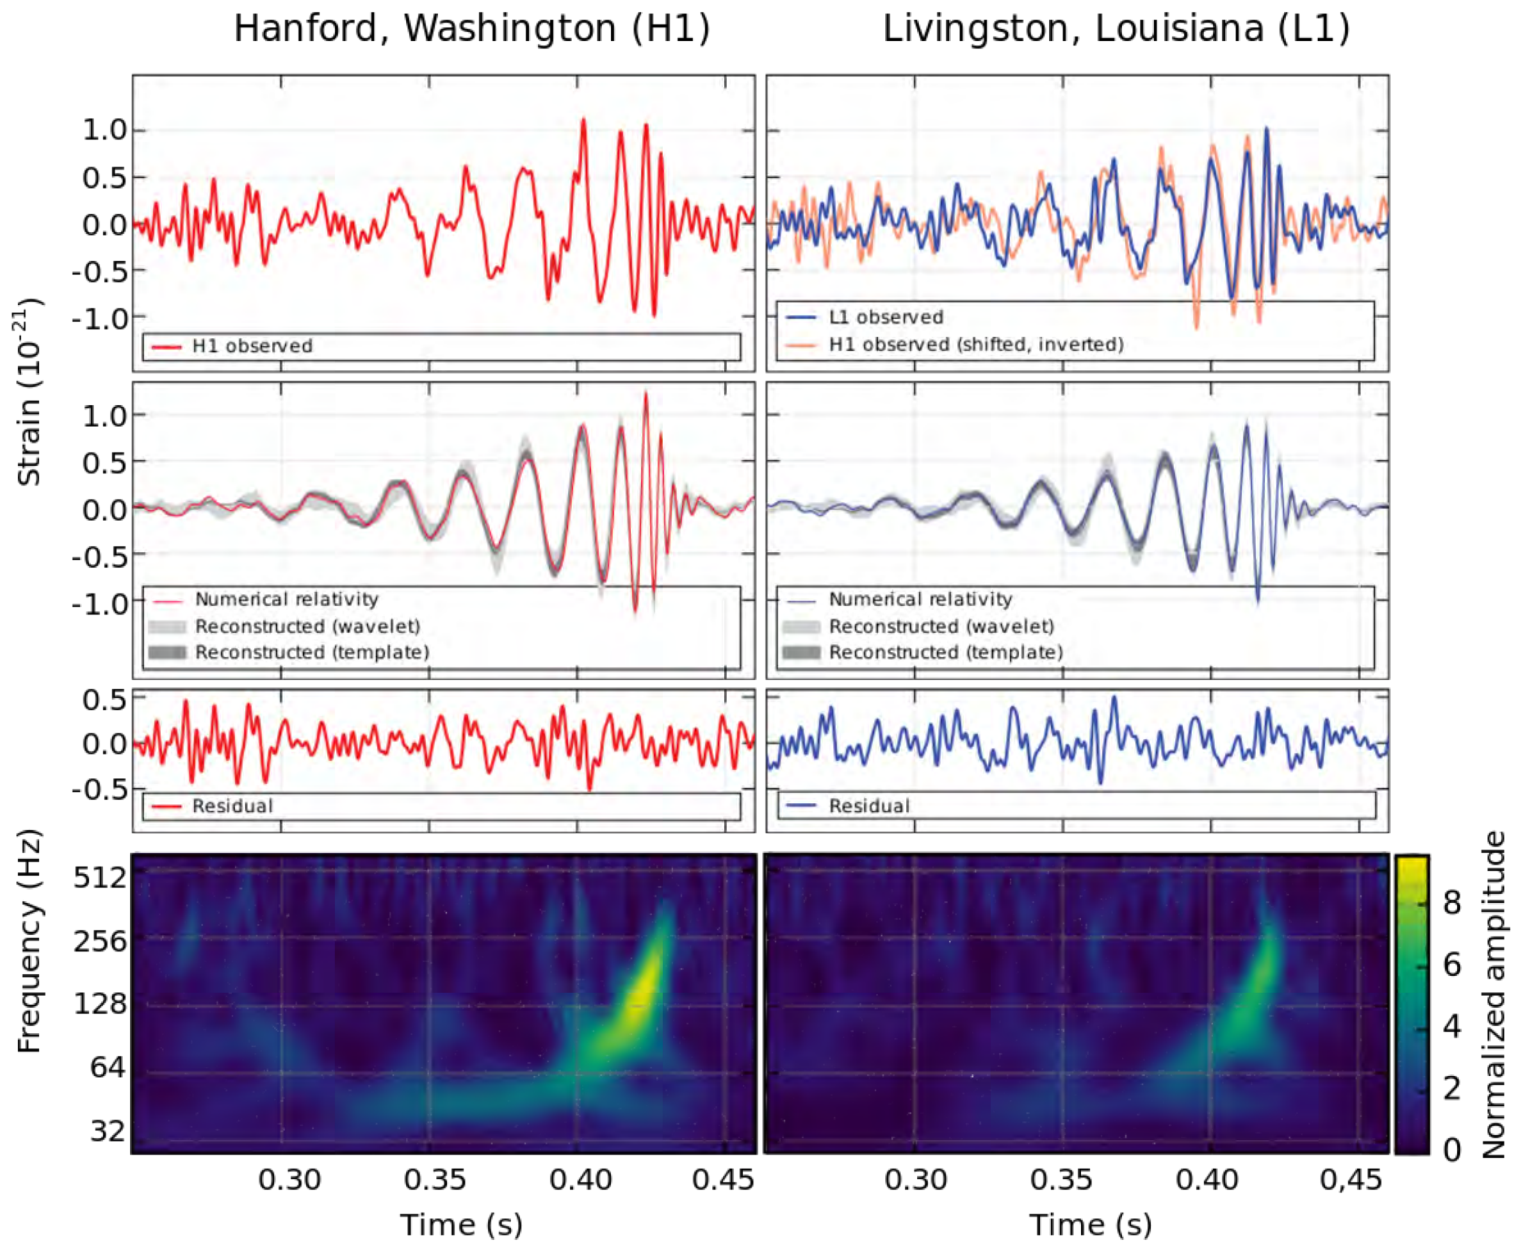 Hanford, Washington (H1)
Livingston, Louisiana (L1)
Strain (10-21)
1.0
0.5
0.0
-0.5
-1.0
H1 observed
L1 observed
H1 observed (shifted, inverted)
1.0
0.5
0.0
-0.5
-1.0
Numerical relativity
Reconstructed (wavelet)
Reconstructed (template)
Numerical relativity
Reconstructed (wavelet)
Reconstructed (template)
0.5
0.0
-0.5
Residual
Residual
Frequency (Hz)
512
256
128
64
32
8
6
4
2
0
Normalized amplitude
0.30 0.35 0.40 0.45
0.30 0.35 0.40 0,45
Time (s)
Time (s)